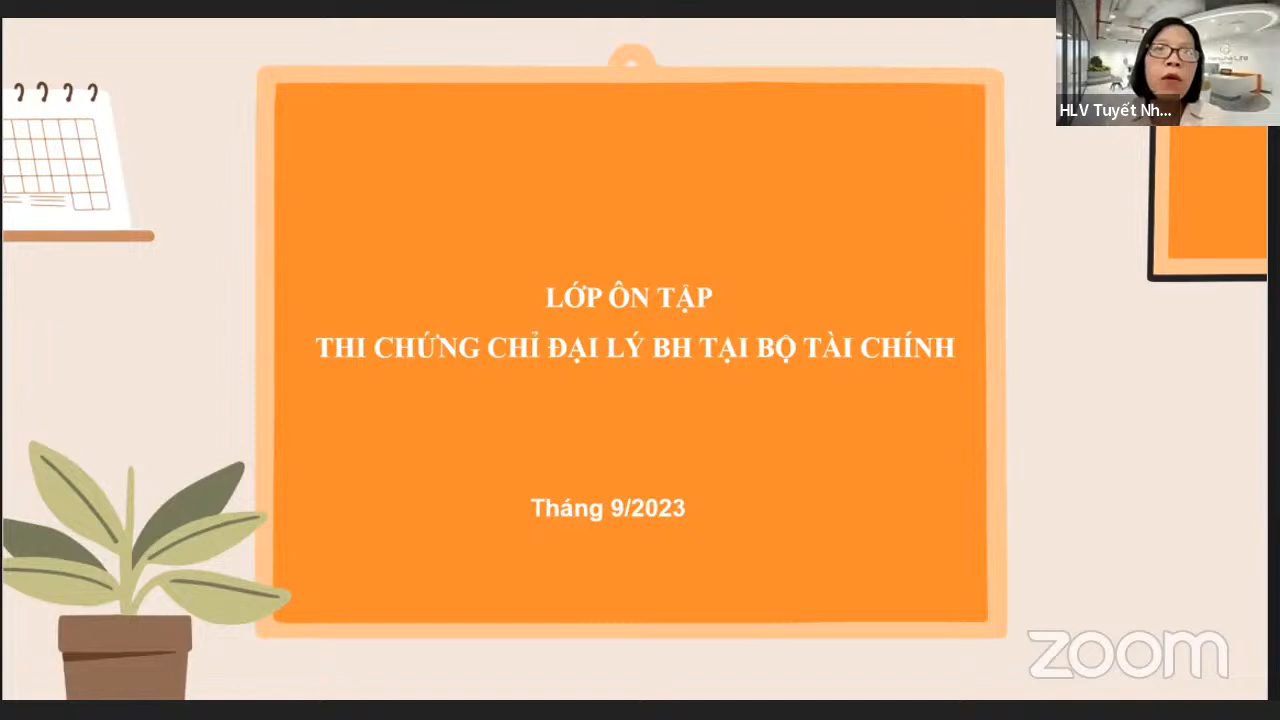 HLV Tuyết Nh...
LỚP ÔN TẬP
THI CHỨNG CHỈ ĐẠI LÝ BH TẠI BỘ TÀI CHÍNH
Tháng 9/2023
zoom